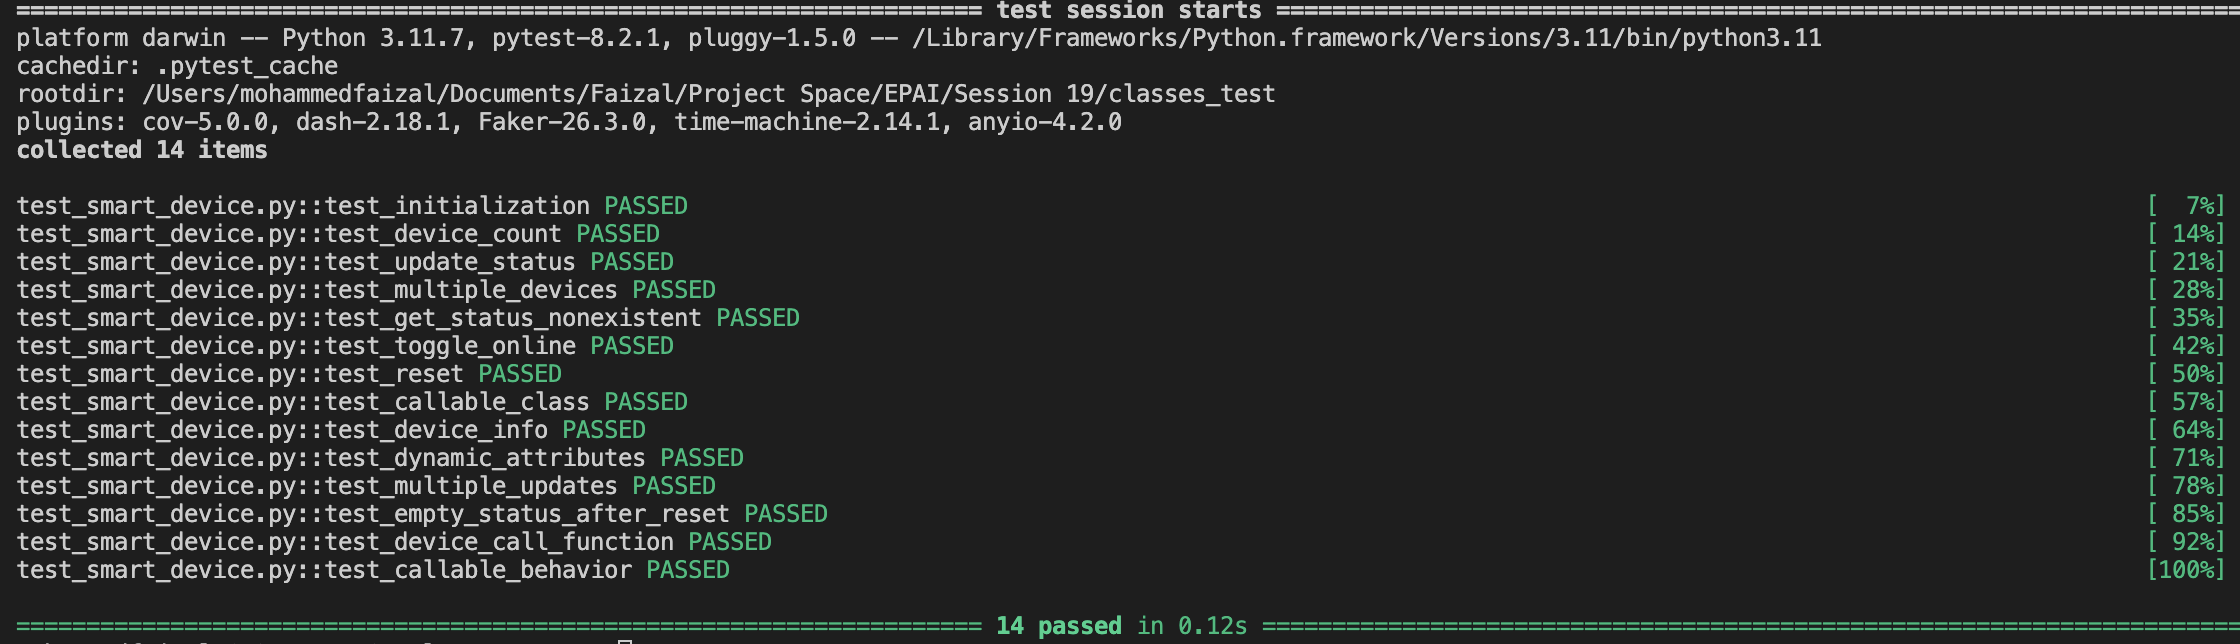 ============================== test session starts ==============================
platform darwin -- Python 3.11.7, pytest-8.2.1, pluggy-1.5.0 -- /Library/Frameworks/Python.framework/Versions/3.11/bin/python3.11
cachedir: .pytest_cache
rootdir: /Users/mohammedfaizal/Documents/Faizal/Project Space/EPAI/Session 19/classes_test
plugins: cov-5.0.0, dash-2.18.1, Faker-26.3.0, time-machine-2.14.1, anyio-4.2.0
collected 14 items
test_smart_device.py::test_initialization PASSED [  7%]
test_smart_device.py::test_device_count PASSED [ 14%]
test_smart_device.py::test_update_status PASSED [ 21%]
test_smart_device.py::test_multiple_devices PASSED [ 28%]
test_smart_device.py::test_get_status_nonexistent PASSED [ 35%]
test_smart_device.py::test_toggle_online PASSED [ 42%]
test_smart_device.py::test_reset PASSED [ 50%]
test_smart_device.py::test_callable_class PASSED [ 57%]
test_smart_device.py::test_device_info PASSED [ 64%]
test_smart_device.py::test_dynamic_attributes PASSED [ 71%]
test_smart_device.py::test_multiple_updates PASSED [ 78%]
test_smart_device.py::test_empty_status_after_reset PASSED [ 85%]
test_smart_device.py::test_device_call_function PASSED [ 92%]
test_smart_device.py::test_callable_behavior PASSED [100%]
============================== 14 passed in 0.12s ==============================